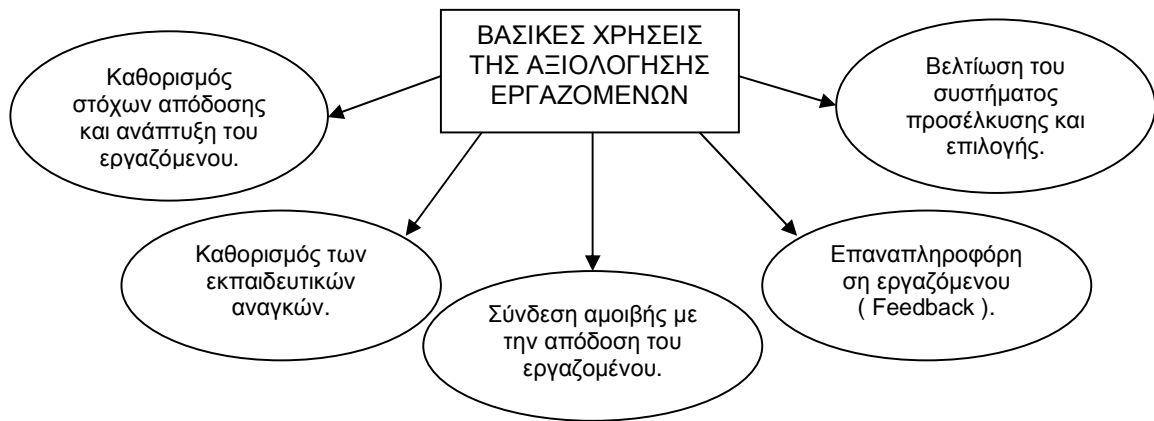 ΒΑΣΙΚΕΣ ΧΡΗΣΕΙΣ
ΤΗΣ ΑΞΙΟΛΟΓΗΣΗΣ
ΕΡΓΑΖΟΜΕΝΩΝ
Καθορισμός
στόχων απόδοσης
και ανάπτυξη του
εργαζόμενου.
Καθορισμός των
εκπαιδευτικών
αναγκών.
Σύνδεση αμοιβής με
την απόδοση του
εργαζομένου.
Επαναπληροφόρη
ση εργαζόμενου
( Feedback ).
Βελτίωση του
συστήματος
προσέλκυσης και
επιλογής.